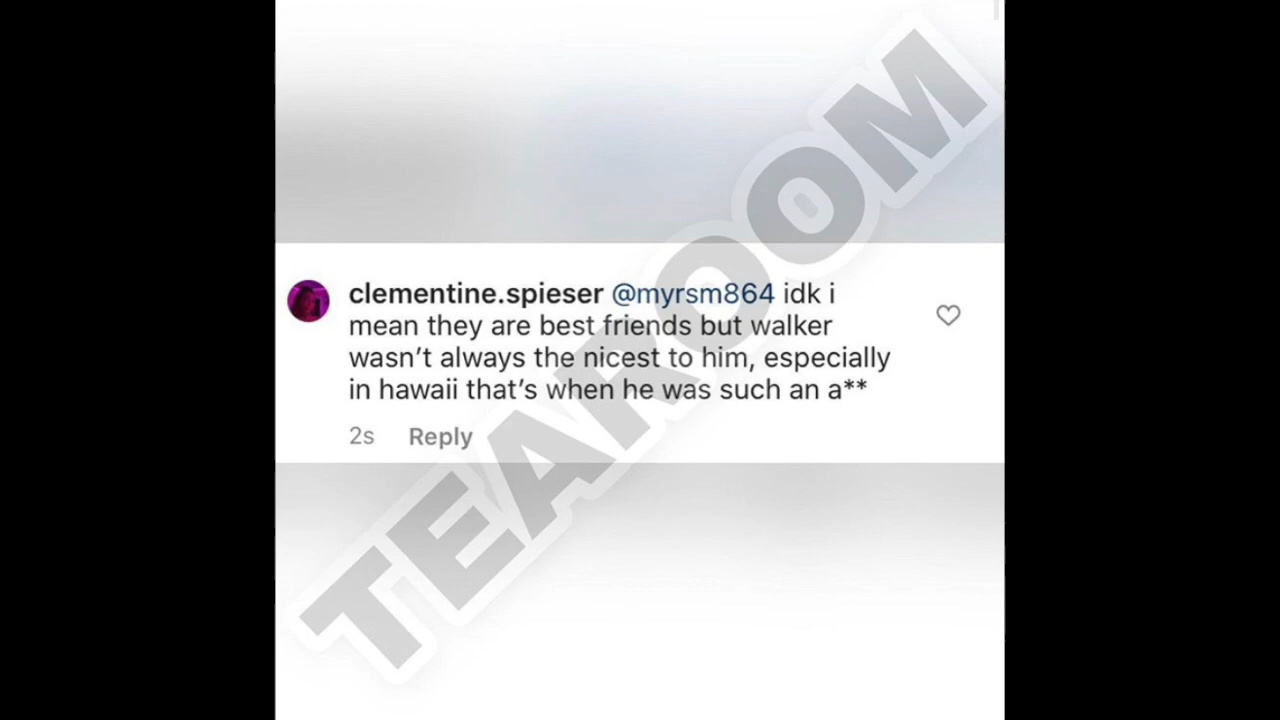 clementine.spieser @myrsm864 idk i
mean they are best friends but walker
wasn’t always the nicest to him, especially
in hawaii that’s when he was such an a**
2s Reply
TEAROOM